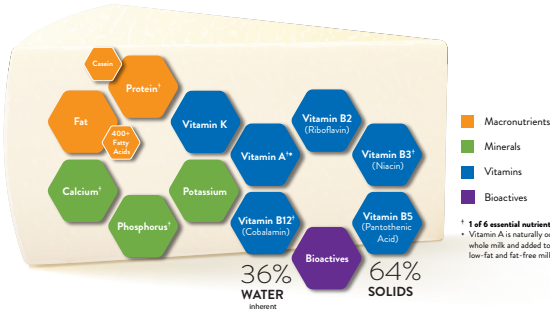 Casein
Protein†
Fat
400+
Fatty
Acids
Vitamin K
Vitamin B2
(Riboflavin)
Vitamin A†*
Vitamin B3†
(Niacin)
Calcium†
Potassium
Phosphorus†
Vitamin B12†
(Cobalamin)
Vitamin B5
(Pantothenic
Acid)
Bioactives
36%
WATER
inherent
64%
SOLIDS
Macronutrients
Minerals
Vitamins
Bioactives
† 1 of 6 essential nutrient
* Vitamin A is naturally
whole milk and added to
low-fat and fat-free